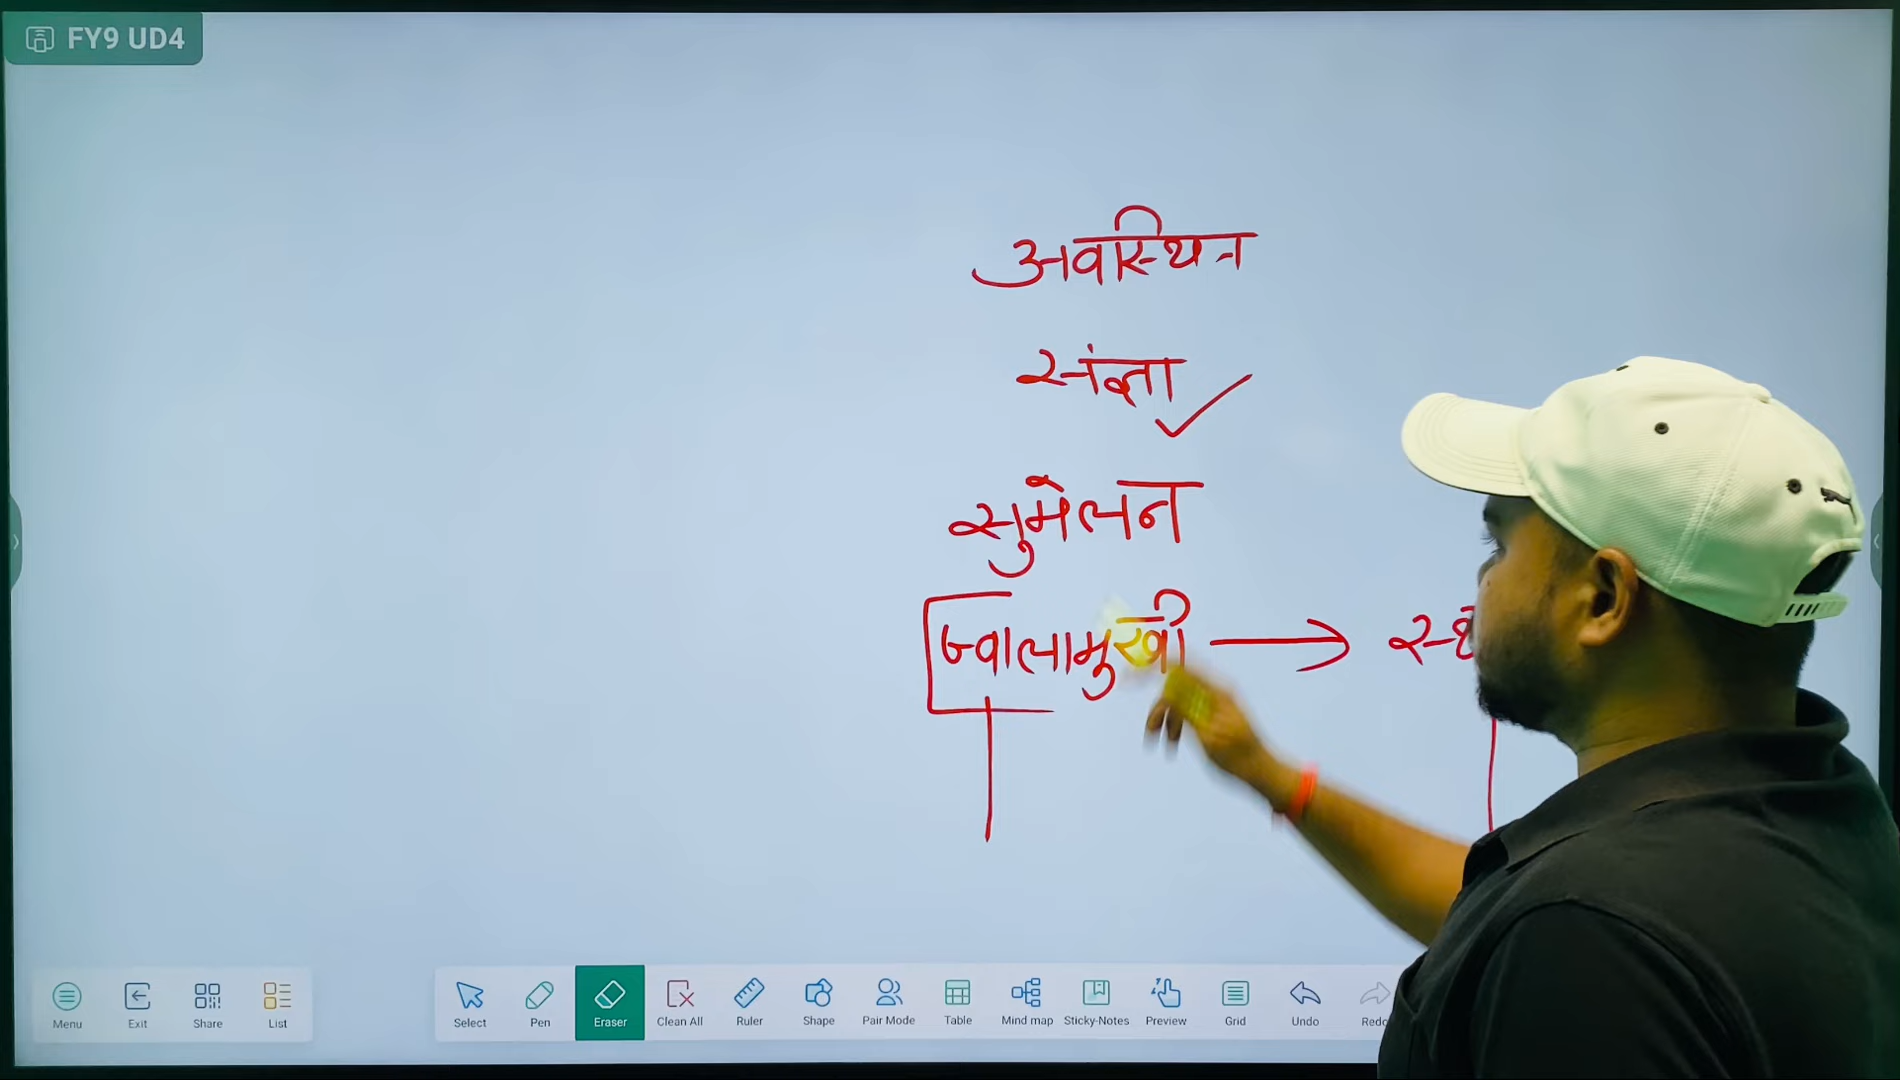 FY9 UD4
अवस्थित
संज्ञा
सुमेलन
ज्वालामुखी →
Menu Exit Share List Select Pen Eraser Clean All Ruler Shape Pair Mode Table Mind map Sticky-Notes Preview Grid Undo Redo